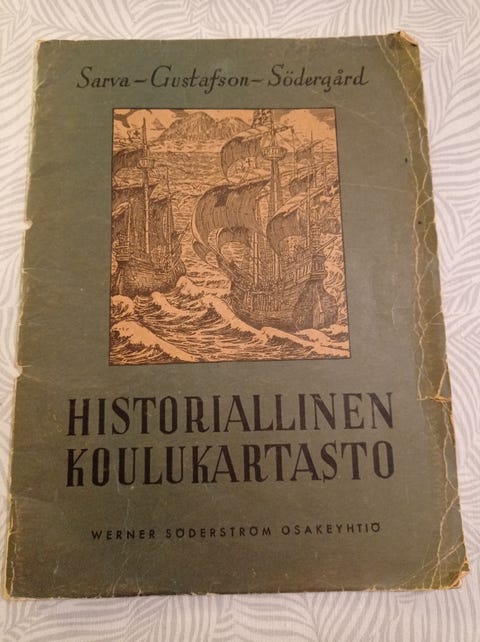 Sarva – Gustafson – Södergård
HISTORIALLINEN
KOULUKARTASTO
WERNER SÖDERSTRÖM OSAKEYHTIÖ